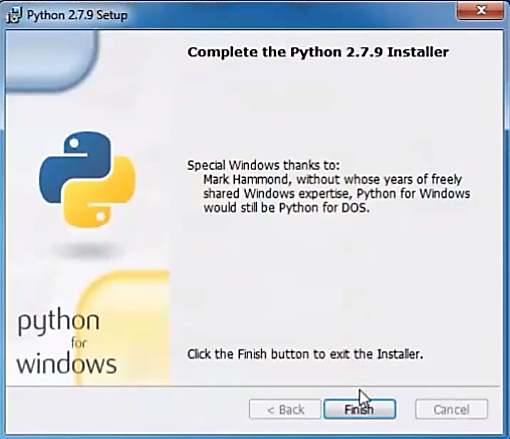 Python 2.7.9 Setup
Complete the Python 2.7.9 Installer
Special Windows thanks to:
Mark Hammond, without whose years of freely
shared Windows expertise, Python for Windows
would still be Python for DOS.
python
for
windows
Click the Finish button to exit the Installer.
< Back
Finish
Cancel